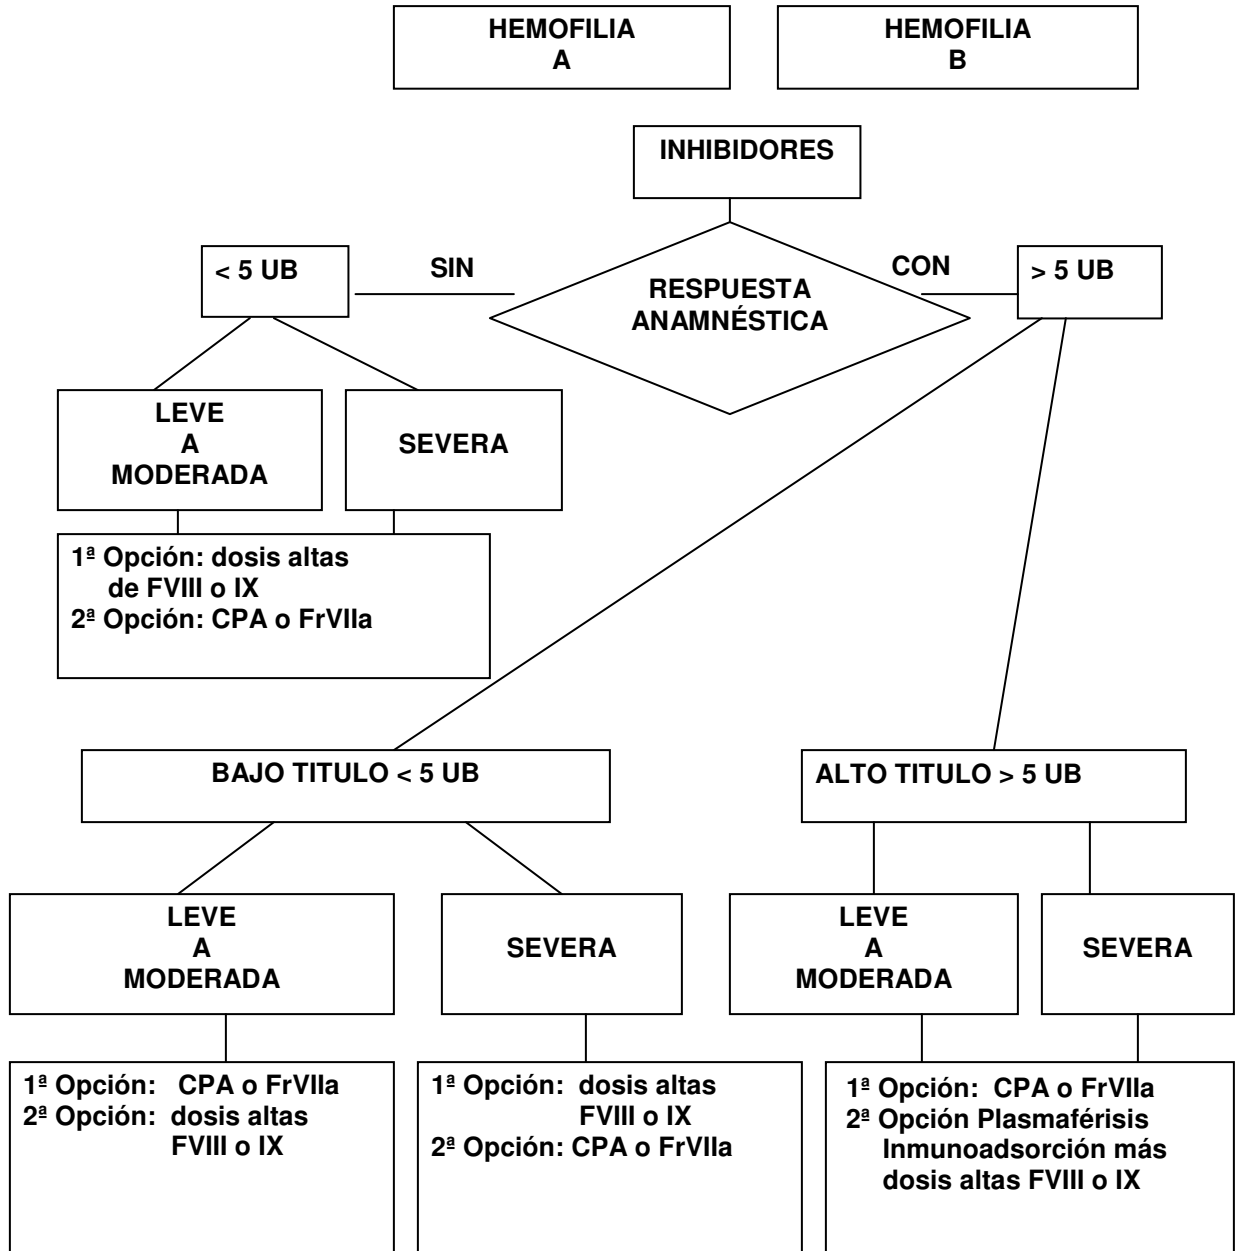 HEMOFILIA
A
HEMOFILIA
B
INHIBIDORES
< 5 UB
SIN
RESPUESTA
ANAMNÉSTICA
CON
> 5 UB
LEVE
A
MODERADA
SEVERA
1ª Opción: dosis altas
de FVIII o IX
2ª Opción: CPA o FrVIIa
BAJO TITULO < 5 UB
ALTO TITULO > 5 UB
LEVE
A
MODERADA
SEVERA
LEVE
A
MODERADA
SEVERA
1ª Opción: CPA o FrVIIa
2ª Opción: dosis altas
FVIII o IX
1ª Opción: dosis altas
FVIII o IX
2ª Opción: CPA o FrVIIa
1ª Opción: CPA o FrVIIa
2ª Opción Plasmaférisis
Inmunoadsorción más
dosis altas FVIII o IX